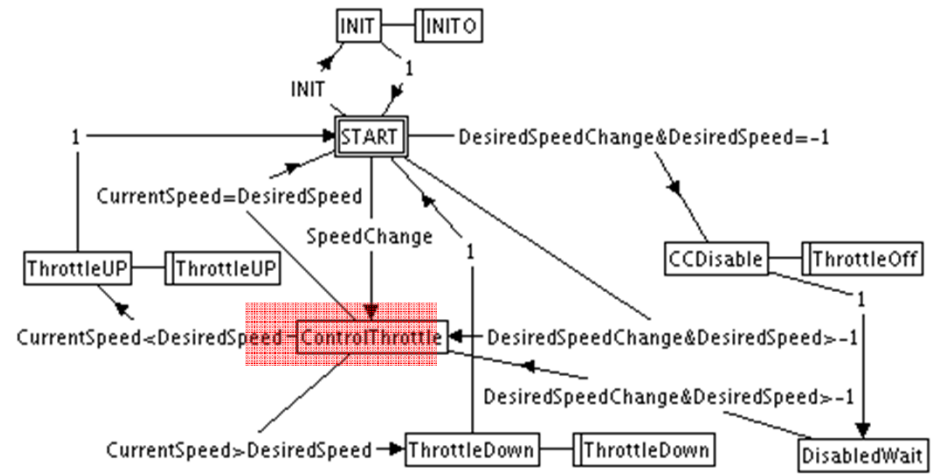 INIT
INITO
1
INIT
START
1
DesiredSpeedChange&DesiredSpeed=-1
CurrentSpeed=DesiredSpeed
SpeedChange
1
ThrottleUP
ThrottleUP
CCDisable
ThrottleOff
1
CurrentSpeed<DesiredSpeed
ControlThrottle
DesiredSpeedChange&DesiredSpeed>-1
DesiredSpeedChange&DesiredSpeed>-1
CurrentSpeed>DesiredSpeed
ThrottleDown
ThrottleDown
DisabledWait